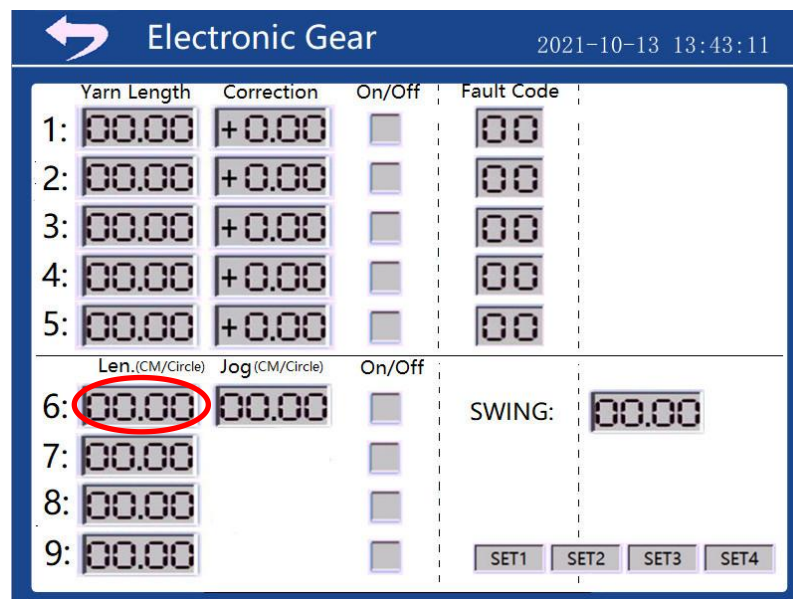 Electronic Gear 2021-10-13 13:43:11
Yarn Length Correction On/Off Fault Code
1: 00.00 +0.00 00
2: 00.00 +0.00 00
3: 00.00 +0.00 00
4: 00.00 +0.00 00
5: 00.00 +0.00 00
Len.(CM/Circle) Jog(CM/Circle) On/Off
6: 00.00 00.00 SWING: 00.00
7: 00.00
8: 00.00
9: 00.00 SET1 SET2 SET3 SET4